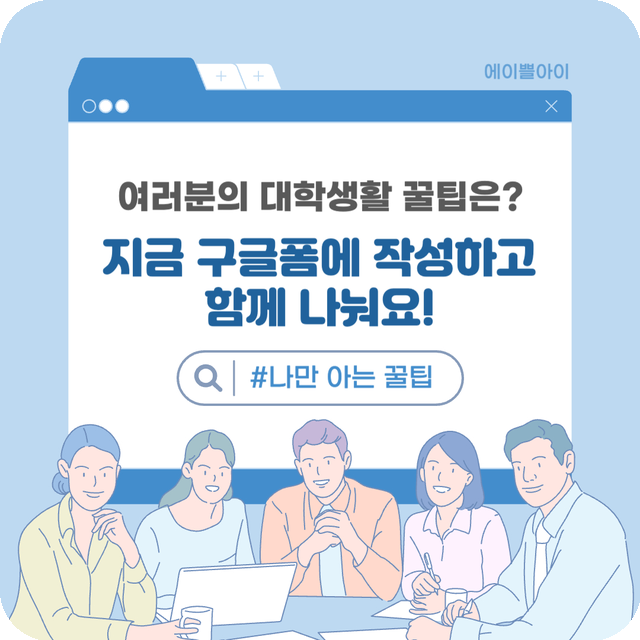 에이쁠아이
여러분의 대학생활 꿀팁은?
지금 구글폼에 작성하고
함께 나눠요!
#나만 아는 꿀팁